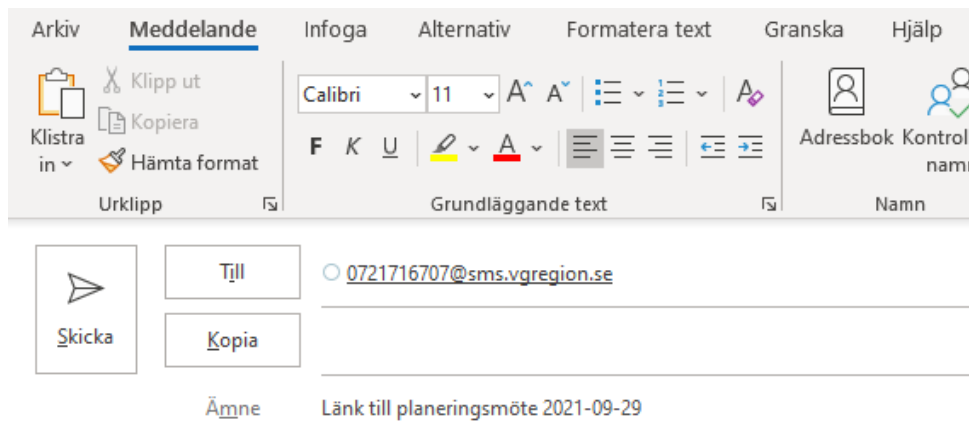 Arkiv Meddelande Infoga Alternativ Formatera text Granska Hjälp
Klistra in
Klipp ut
Kopiera
Hämta format
Urklipp
Calibri 11 A A
F K U A
Grundläggande text
Adressbok
Namn
Skicka
Till 0721716707@sms.vgregion.se
Kopia
Ämne Länk till planeringsmöte 2021-09-29